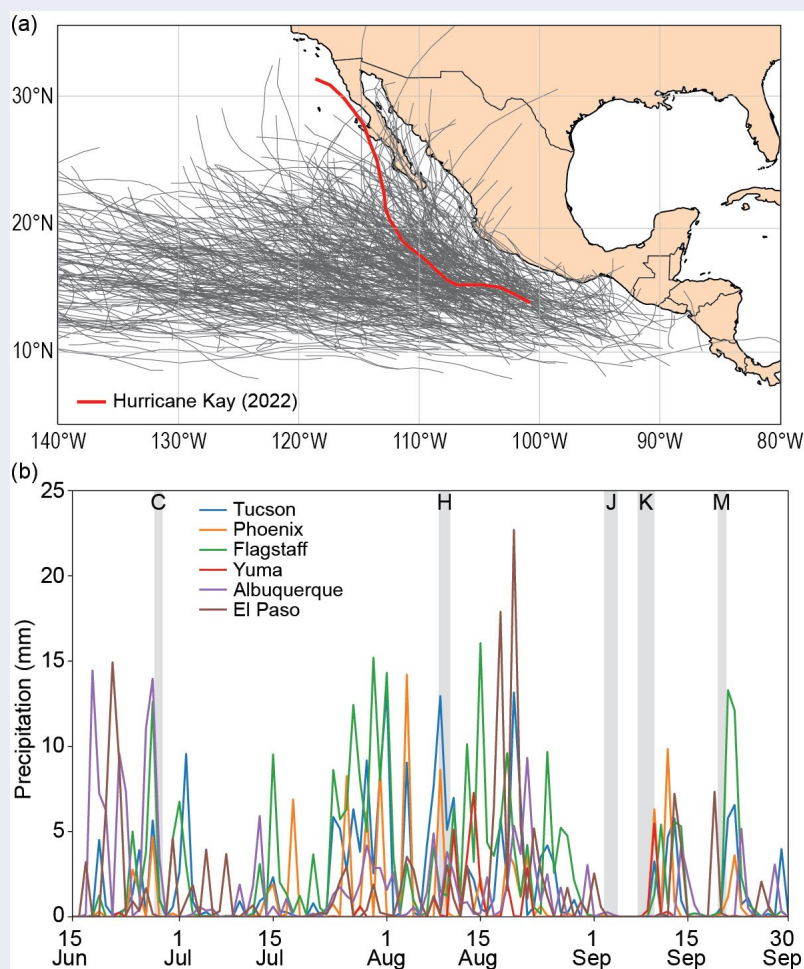 (a)
30°N
20°N
10°N
Hurricane Kay (2022)
140°W 130°W 120°W 110°W 100°W 90°W 80°W
(b)
25
20
15
10
5
0
Precipitation (mm)
C H J K M
Tucson
Phoenix
Flagstaff
Yuma
Albuquerque
El Paso
15 1 15 1 15 1 15 30
Jun Jul Jul Aug Aug Sep Sep Sep